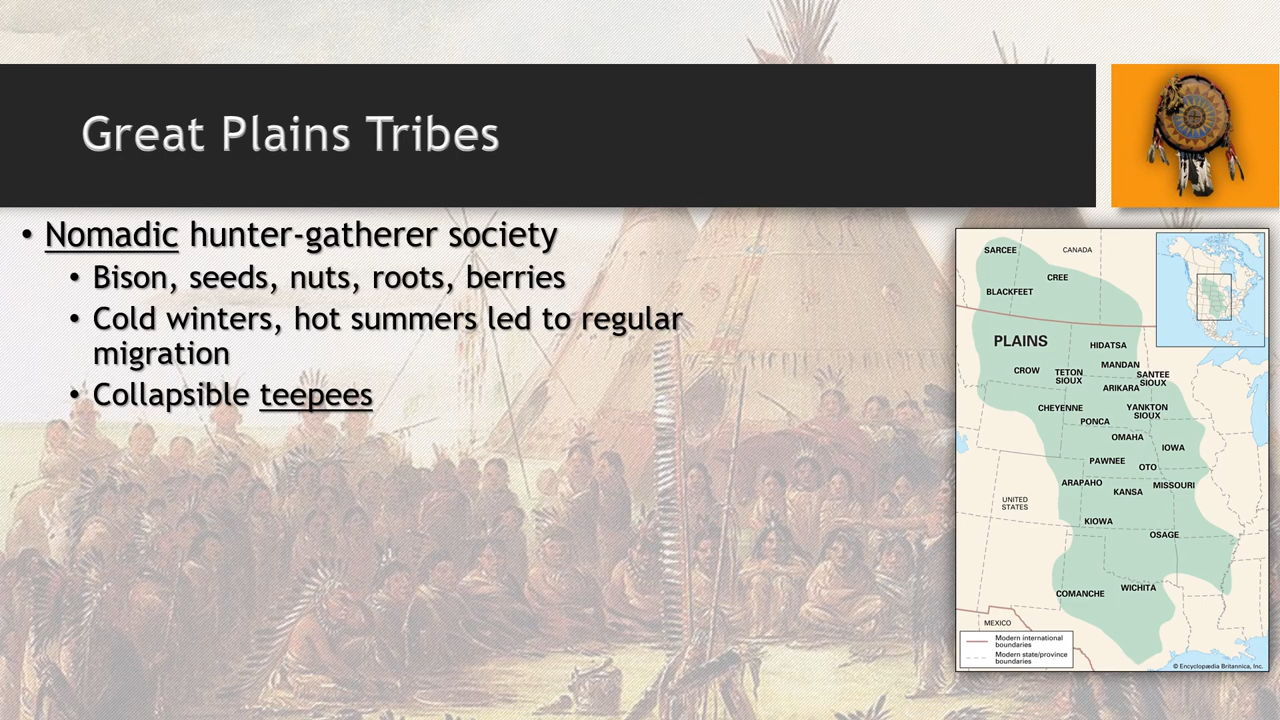 Great Plains Tribes
• Nomadic hunter-gatherer society
• Bison, seeds, nuts, roots, berries
• Cold winters, hot summers led to regular
migration
• Collapsible teepees
SARCEE
CANADA
CREE
BLACKFEET
PLAINS
HIDATSA
MANDAN
CROW
TETON
SIOUX
SANTEE
SIOUX
ARIKARA
CHEYENNE
YANKTON
SIOUX
PONCA
OMAHA
IOWA
PAWNEE
OTO
ARAPAHO
MISSOURI
KANSA
UNITED
STATES
KIOWA
OSAGE
COMANCHE
WICHITA
MEXICO
Modern international
boundaries
Modern state/province
boundaries
© Encyclopædia Britannica, Inc.